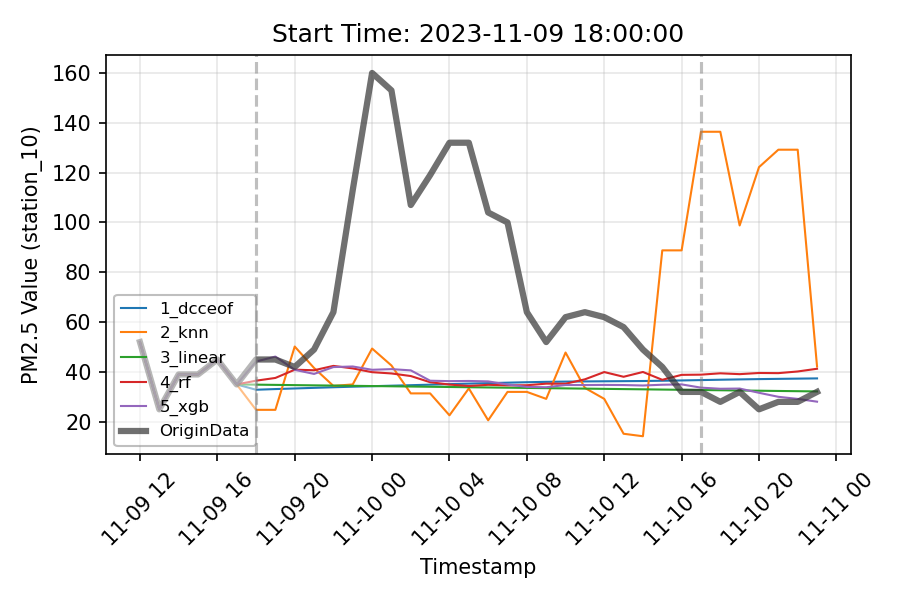 Start Time: 2023-11-09 18:00:00
PM2.5 Value (station_10)
160
140
120
100
80
60
40
20
1_dcceof
2_knn
3_linear
4_rf
5_xgb
OriginData
11-09 12
11-09 16
11-09 20
11-10 00
11-10 04
11-10 08
11-10 12
11-10 16
11-10 20
11-11 00
Timestamp